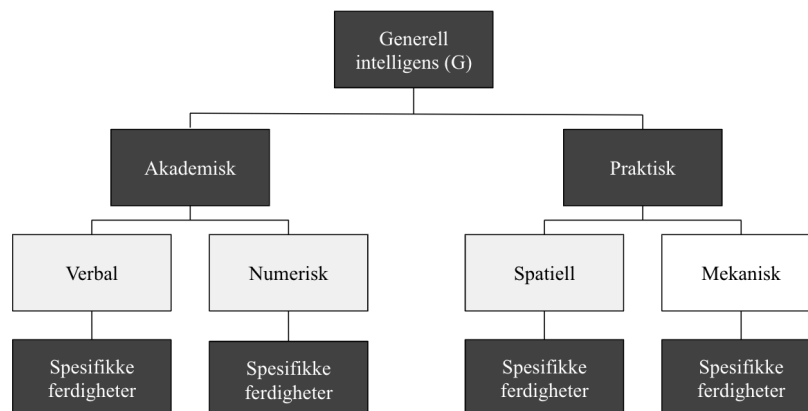 Generell
intelligens (G)
Akademisk
Praktisk
Verbal
Numerisk
Spatiell
Mekanisk
Spesifikke
ferdigheter
Spesifikke
ferdigheter
Spesifikke
ferdigheter
Spesifikke
ferdigheter